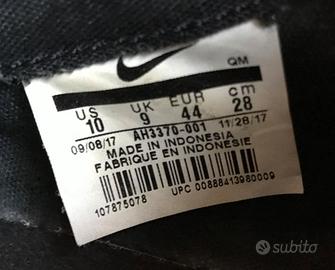 QM
US UK EUR cm
10 9 44 28
09/08/17 AH3370-001 11/28/17
MADE IN INDONESIA
FABRIQUE EN INDONESIE
107875078
UPC 00888413980009
subito